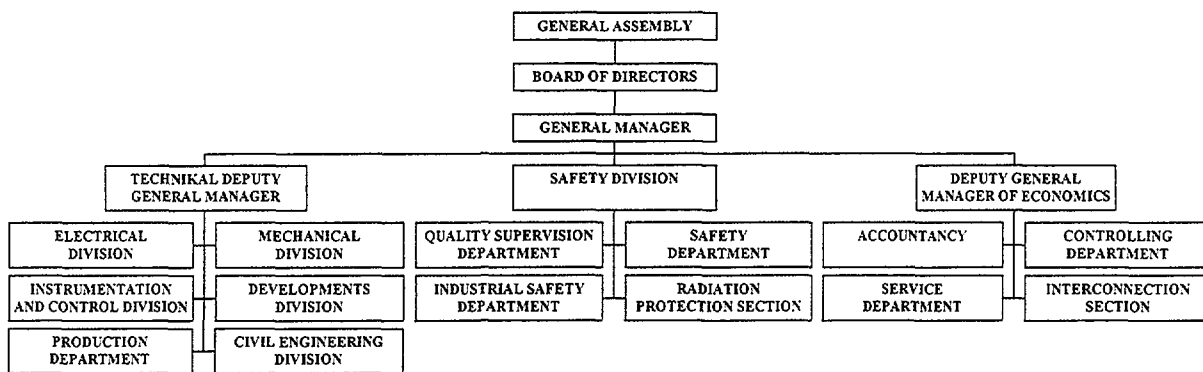 GENERAL ASSEMBLY
BOARD OF DIRECTORS
GENERAL MANAGER
TECHNIKAL DEPUTY
GENERAL MANAGER
SAFETY DIVISION
DEPUTY GENERAL
MANAGER OF ECONOMICS
ELECTRICAL
DIVISION
MECHANICAL
DIVISION
QUALITY SUPERVISION
DEPARTMENT
SAFETY
DEPARTMENT
ACCOUNTANCY
CONTROLLING
DEPARTMENT
INSTRUMENTATION
AND CONTROL DIVISION
DEVELOPMENTS
DIVISION
INDUSTRIAL SAFETY
DEPARTMENT
RADIATION
PROTECTION SECTION
SERVICE
DEPARTMENT
INTERCONNECTION
SECTION
PRODUCTION
DEPARTMENT
CIVIL ENGINEERING
DIVISION